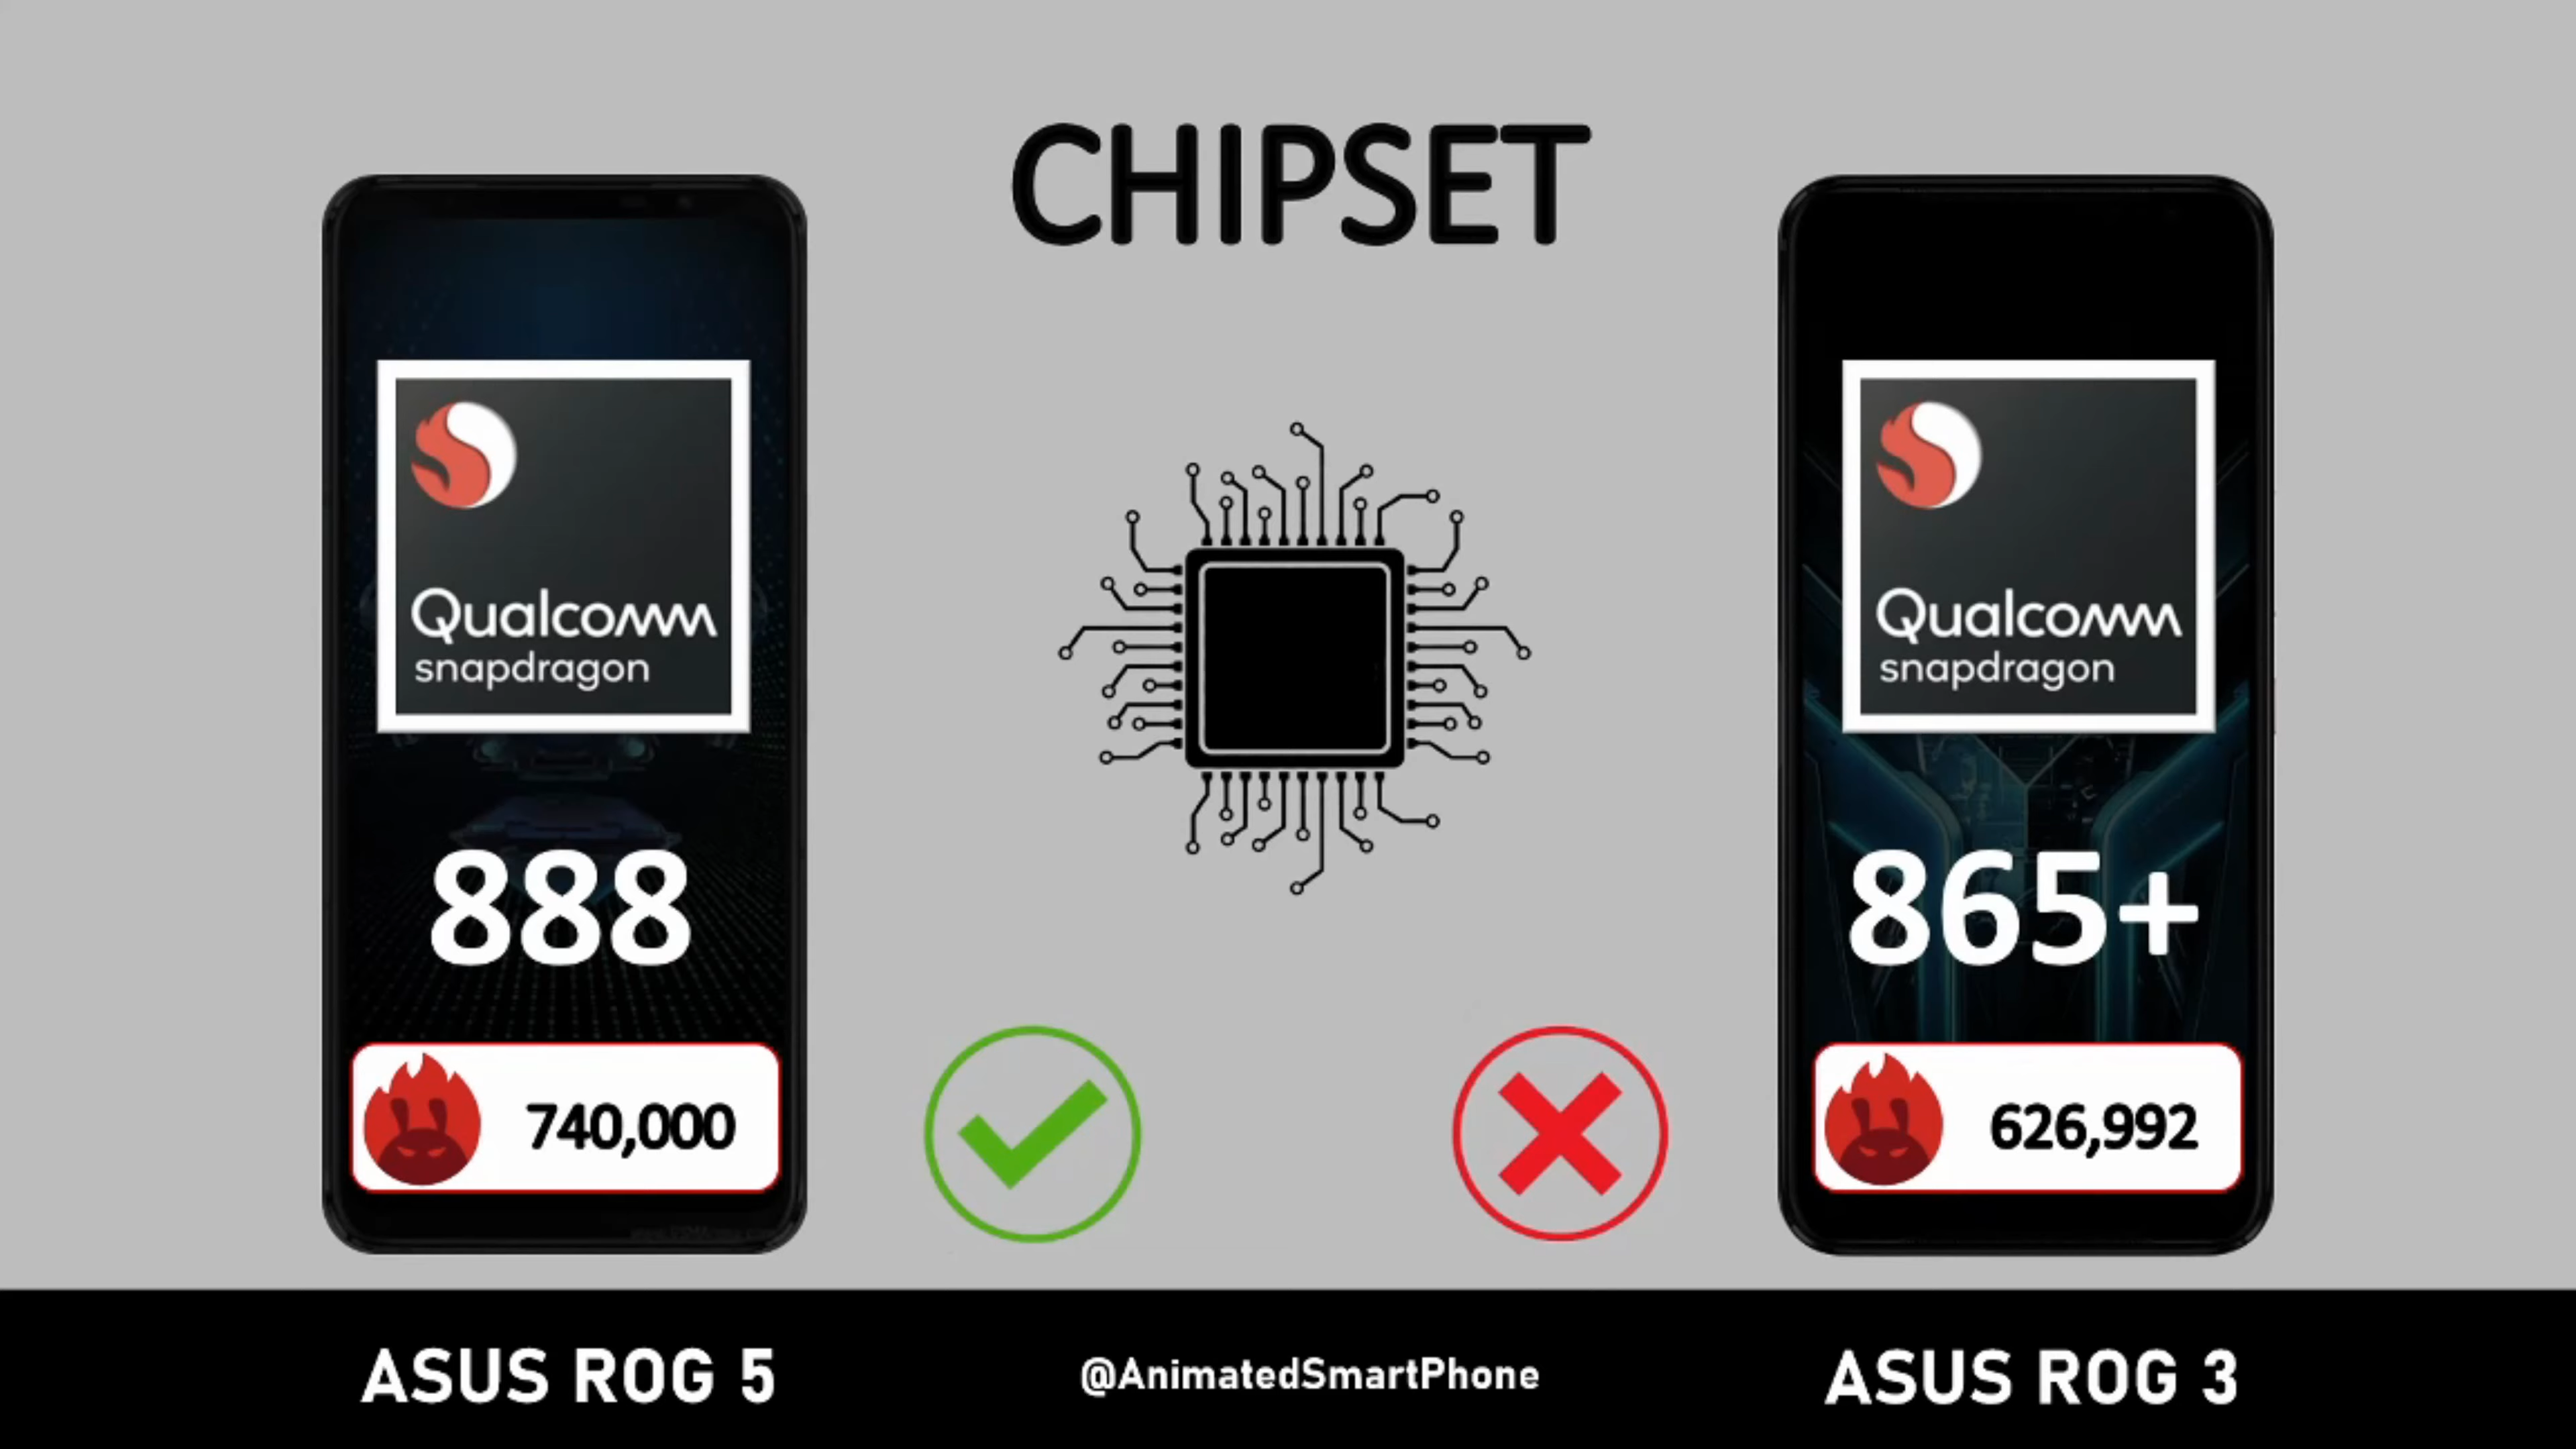 CHIPSET
Qualcomm
snapdragon
888
740,000
Qualcomm
snapdragon
865+
626,992
ASUS ROG 5
@AnimatedSmartPhone
ASUS ROG 3